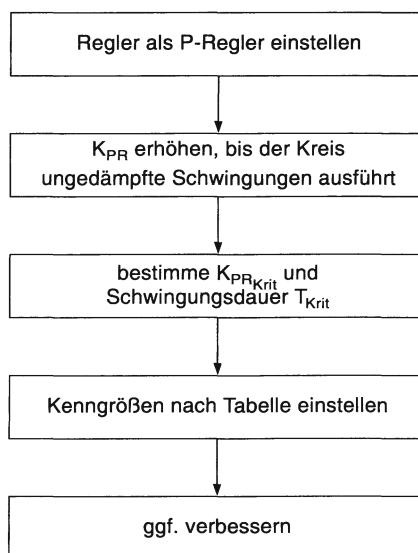 Regler als P-Regler einstellen
K_PR erhöhen, bis der Kreis
ungedämpfte Schwingungen ausführt
bestimme K_PR_Krit und
Schwingungsdauer T_Krit
Kenngrößen nach Tabelle einstellen
ggf. verbessern